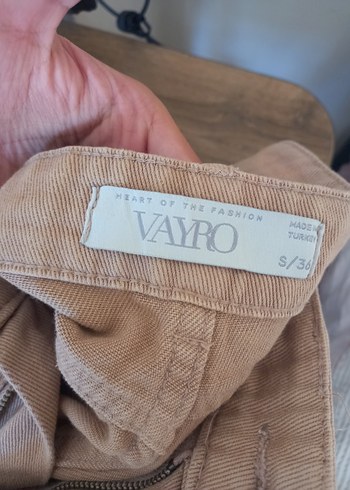 HEART OF THE FASHION
VAYRO
MADE IN
TURKEY
S/36